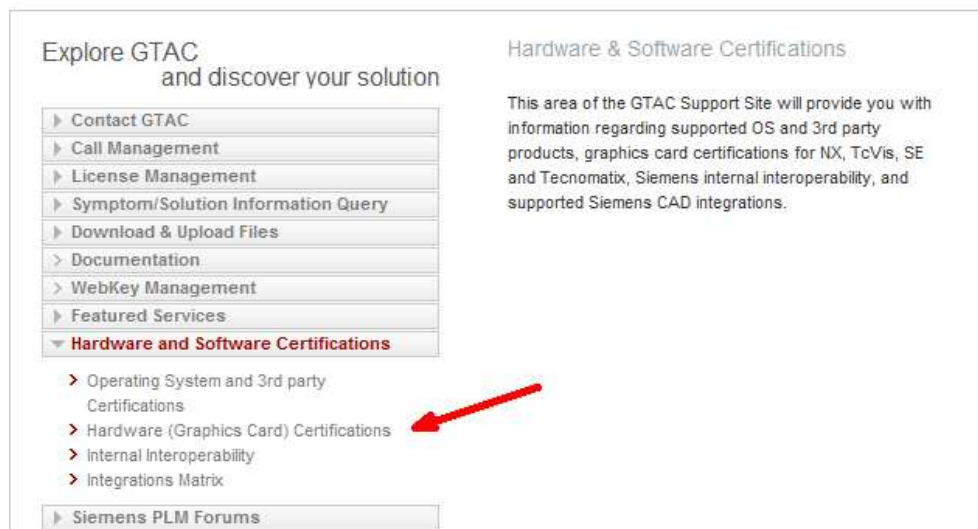 Explore GTAC
and discover your solution
Contact GTAC
Call Management
License Management
Symptom/Solution Information Query
Download & Upload Files
Documentation
WebKey Management
Featured Services
Hardware and Software Certifications
Operating System and 3rd party
Certifications
Hardware (Graphics Card) Certifications
Internal Interoperability
Integrations Matrix
Siemens PLM Forums
Hardware & Software Certifications
This area of the GTAC Support Site will provide you with
information regarding supported OS and 3rd party
products, graphics card certifications for NX, TcVis, SE
and Tecnomatix, Siemens internal interoperability, and
supported Siemens CAD integrations.